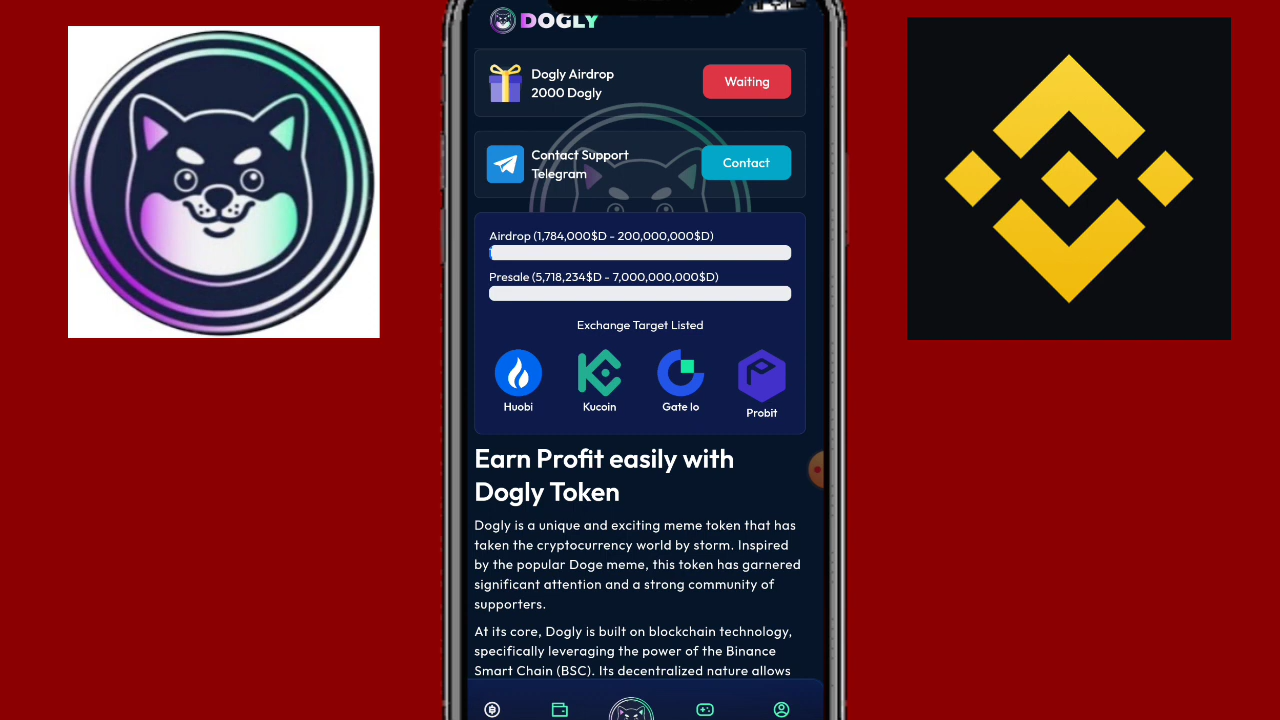 DOGLY
Dogly Airdrop
2000 Dogly
Waiting
Contact Support
Telegram
Contact
Airdrop (1,784,000$D - 200,000,000$D)
Presale (5,718,234$D - 7,000,000,000$D)
Exchange Target Listed
Huobi
Kucoin
Gate Io
Probit
Earn Profit easily with
Dogly Token
Dogly is a unique and exciting meme token that has
taken the cryptocurrency world by storm. Inspired
by the popular Doge meme, this token has garnered
significant attention and a strong community of
supporters.
At its core, Dogly is built on blockchain technology,
specifically leveraging the power of the Binance
Smart Chain (BSC). Its decentralized nature allows